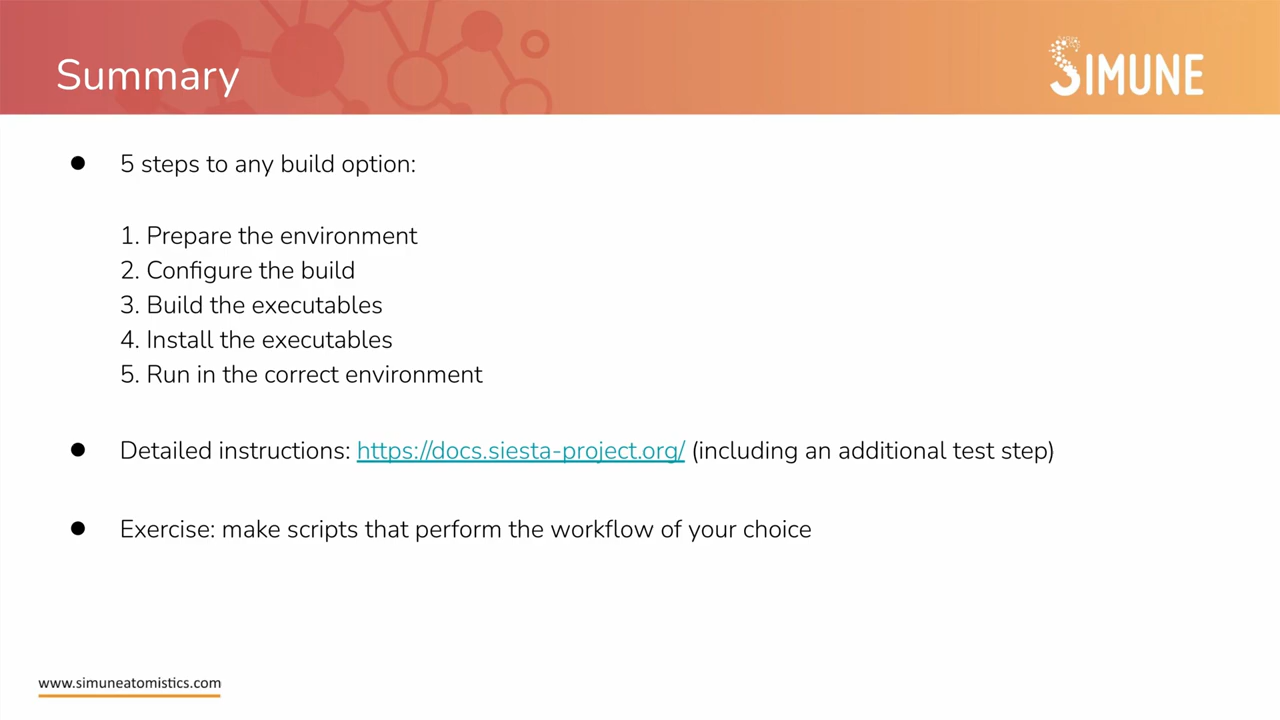 Summary
SIMUNE
● 5 steps to any build option:
1. Prepare the environment
2. Configure the build
3. Build the executables
4. Install the executables
5. Run in the correct environment
● Detailed instructions: https://docs.siesta-project.org/ (including an additional test step)
● Exercise: make scripts that perform the workflow of your choice
www.simuneatomistics.com